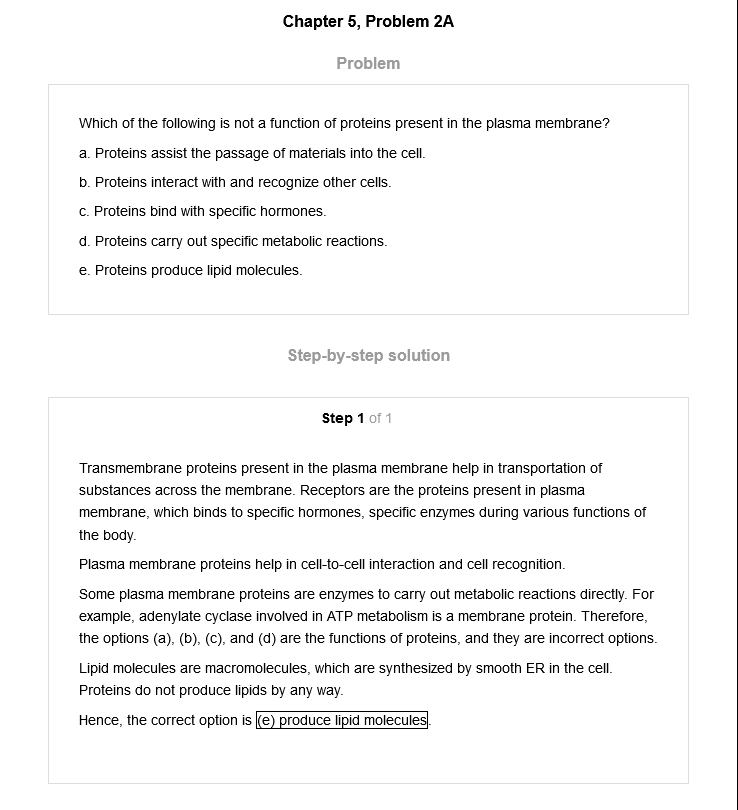 Chapter 5, Problem 2A
Problem
Which of the following is not a function of proteins present in the plasma membrane?
a. Proteins assist the passage of materials into the cell.
b. Proteins interact with and recognize other cells.
c. Proteins bind with specific hormones.
d. Proteins carry out specific metabolic reactions.
e. Proteins produce lipid molecules.
Step-by-step solution
Step 1 of 1
Transmembrane proteins present in the plasma membrane help in transportation of
substances across the membrane. Receptors are the proteins present in plasma
membrane, which binds to specific hormones, specific enzymes during various functions of
the body.
Plasma membrane proteins help in cell-to-cell interaction and cell recognition.
Some plasma membrane proteins are enzymes to carry out metabolic reactions directly. For
example, adenylate cyclase involved in ATP metabolism is a membrane protein. Therefore,
the options (a), (b), (c), and (d) are the functions of proteins, and they are incorrect options.
Lipid molecules are macromolecules, which are synthesized by smooth ER in the cell.
Proteins do not produce lipids by any way.
Hence, the correct option is (e) produce lipid molecules.